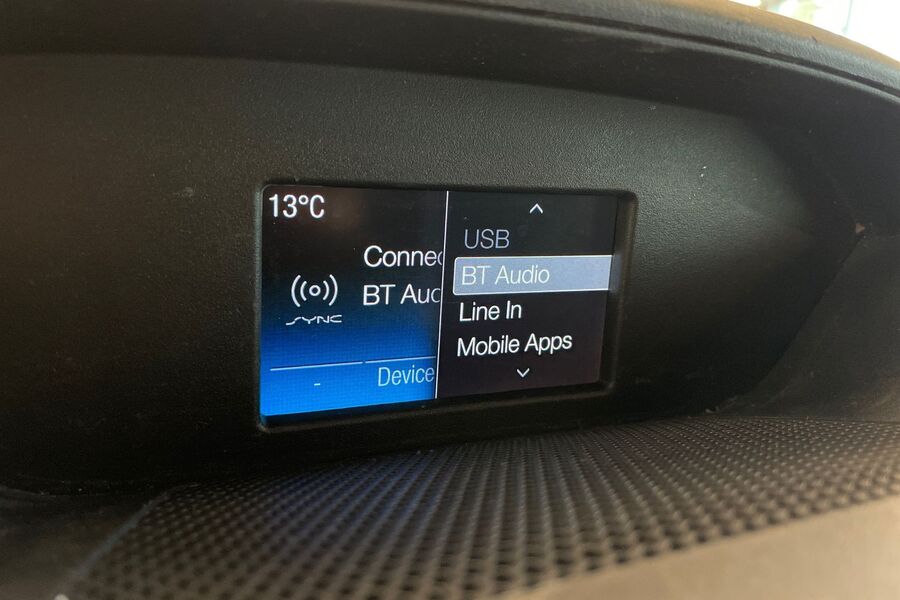 13°C
Connec
BT Aud
SYNC
-
Device
USB
BT Audio
Line In
Mobile Apps